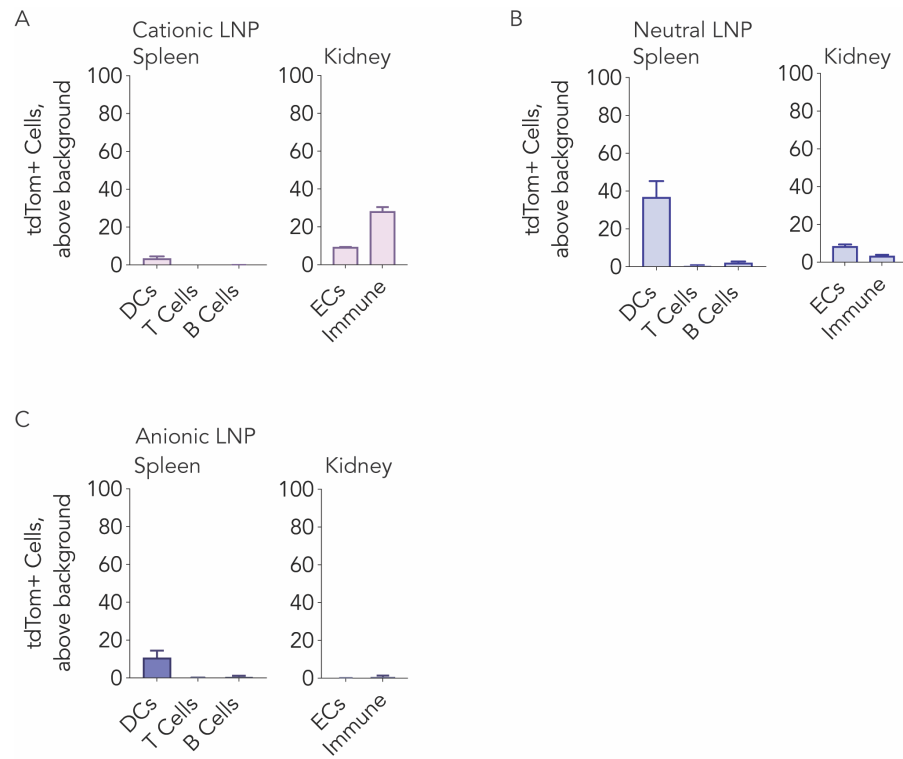 A
Cationic LNP
Spleen
Kidney
tdTom+ Cells,
above background
100
80
60
40
20
0
DCs
T Cells
B Cells
100
80
60
40
20
0
ECs
Immune
B
Neutral LNP
Spleen
Kidney
tdTom+ Cells,
above background
100
80
60
40
20
0
DCs
T Cells
B Cells
100
80
60
40
20
0
ECs
Immune
C
Anionic LNP
Spleen
Kidney
tdTom+ Cells,
above background
100
80
60
40
20
0
DCs
T Cells
B Cells
100
80
60
40
20
0
ECs
Immune